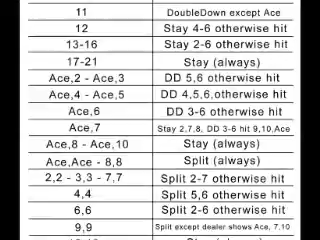 11 DoubleDown except Ace
12 Stay 4-6 otherwise hit
13-16 Stay 2-6 otherwise hit
17-21 Stay (always)
Ace,2 - Ace,3 DD 5,6 otherwise hit
Ace,4 - Ace,5 DD 4,5,6,otherwise hit
Ace,6 DD 3-6 otherwise hit
Ace,7 Stay 2,7,8, DD 3-6 hit 9,10,Ace
Ace,8 - Ace,10 Stay (always)
Ace,Ace - 8,8 Split (always)
2,2 - 3,3 - 7,7 Split 2-7 otherwise hit
4,4 Split 5,6 otherwise hit
6,6 Split 2-6 otherwise hit
9,9 Split except dealer shows Ace, 7,10